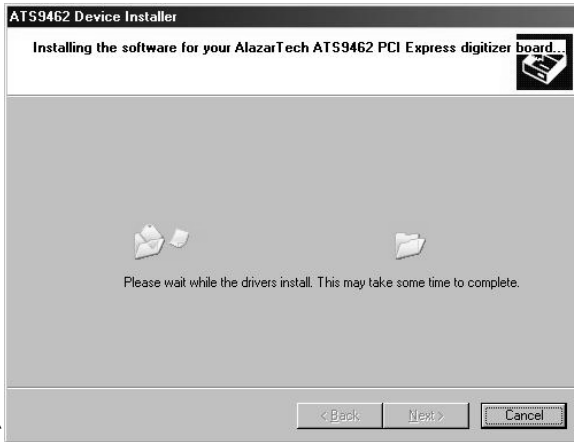 ATS9462 Device Installer
Installing the software for your AlazarTech ATS9462 PCI Express digitizer board...
Please wait while the drivers install. This may take some time to complete.
< Back
Next >
Cancel